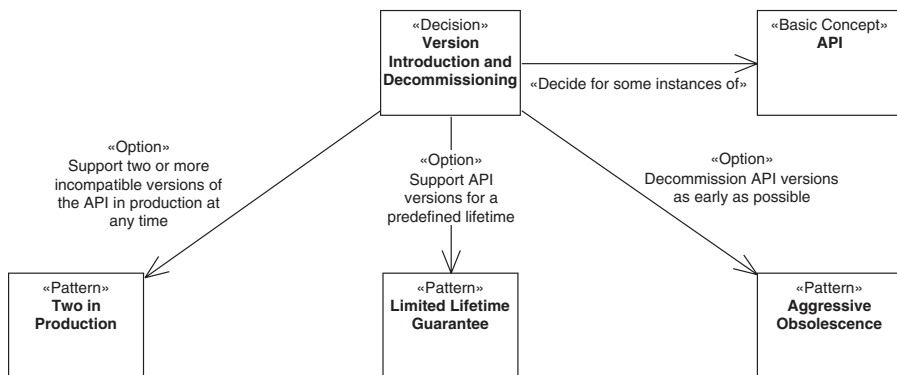 «Decision»
Version
Introduction and
Decommissioning
«Basic Concept»
API
«Decide for some instances of»
«Option»
Support two or more
incompatible versions of
the API in production at
any time
«Option»
Support API
versions for a
predefined lifetime
«Option»
Decommission API versions
as early as possible
«Pattern»
Two in
Production
«Pattern»
Limited Lifetime
Guarantee
«Pattern»
Aggressive
Obsolescence